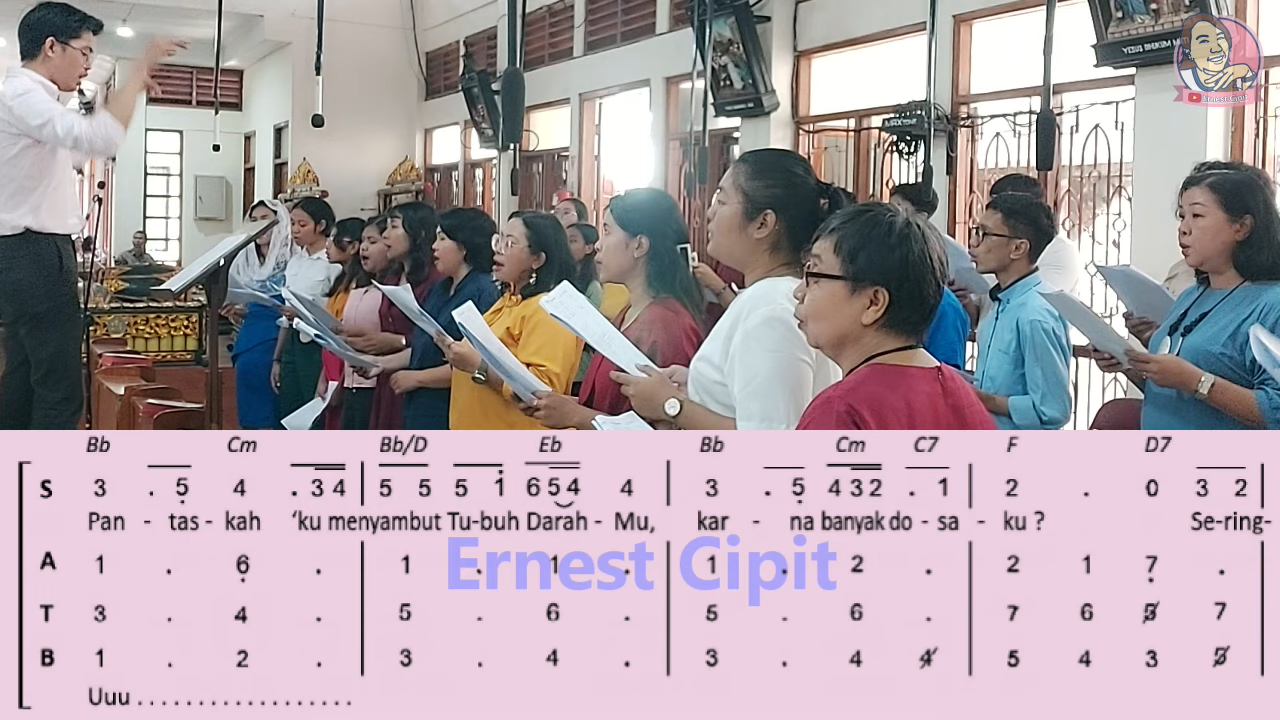 YESUS DIHUKUM M
Ernest Cipit
Bb Cm Bb/D Eb Bb Cm C7 F D7
S 3 . 5 4 . 3 4 5 5 5 1 6 5 4 4 3 . 5 4 3 2 . 1 2 . 0 3 2
Pan - tas - kah 'ku menyambut Tu-buh Darah - Mu, kar - na banyak do - sa - ku ? Se-ring-
A 1 . 6 . 1 . 1 . 1 . 2 . 2 1 7 .
Ernest Cipit
T 3 . 4 . 5 . 6 . 5 . 6 . 7 6 5 7
B 1 . 2 . 3 . 4 . 3 . 4 4 5 4 3 5
Uuu . . . . . . . . . . . . . . . . . .